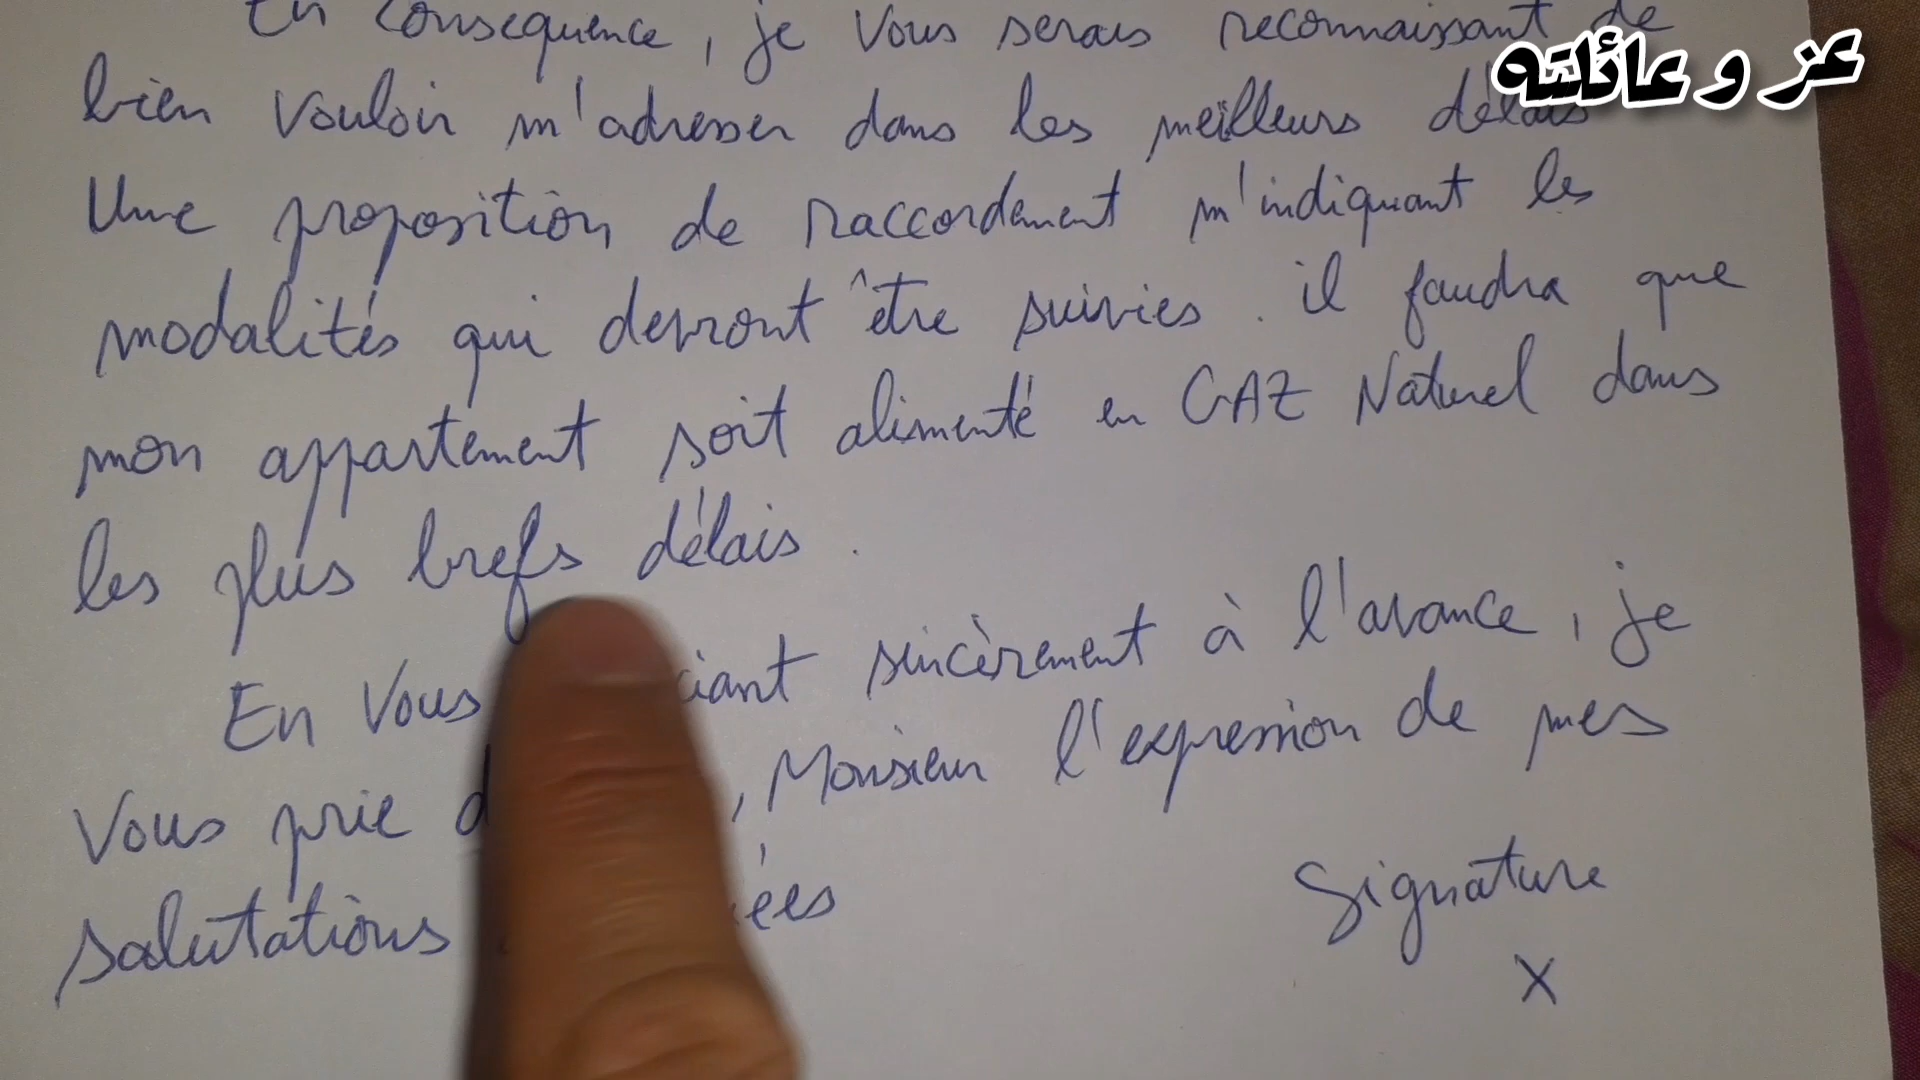 En conséquence, je vous serais reconnaissant de
عز و عائلته
bien vouloir m'adresser dans les meilleurs délais
Une proposition de raccordement m'indiquant les
modalités qui devront être suivies. il faudra que
mon appartement soit alimenté en GAZ Naturel dans
les plus brefs délais.
En Vous sincèrement à l'avance, je
Vous prie , Monsieur l'expression de mes
salutations
Signature
X